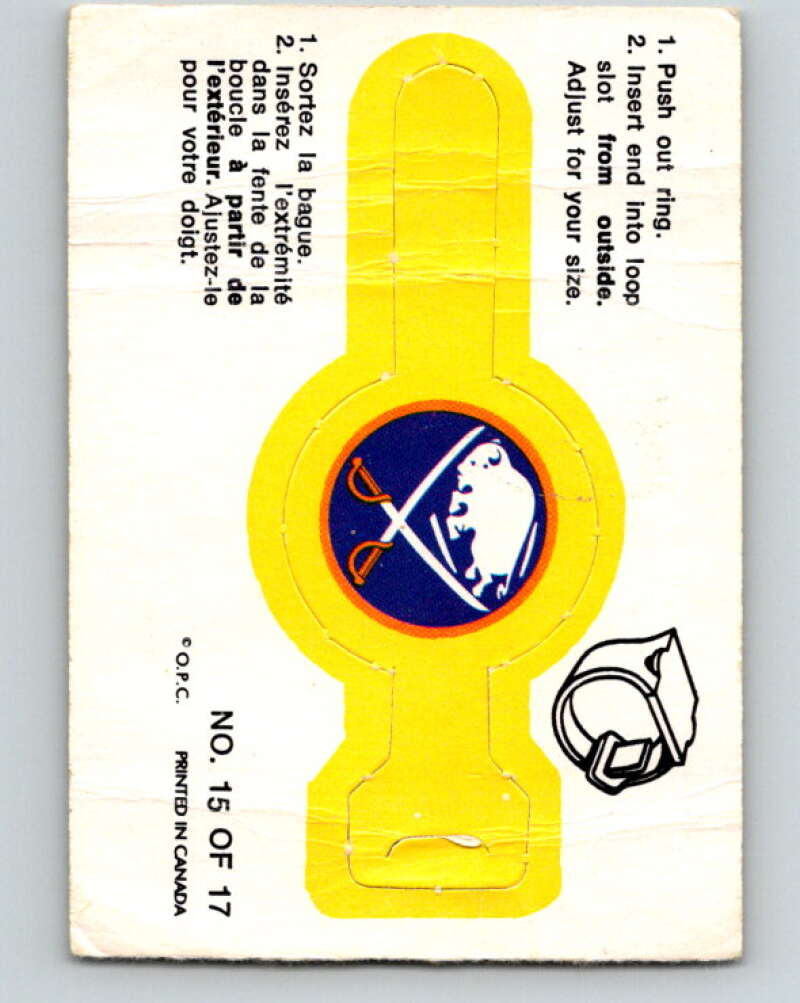 1. Push out ring.
2. Insert end into loop
slot from outside.
Adjust for your size.
1. Sortez la bague.
2. Insérez l'extrémité
dans la fente de la
boucle à partir de
l'extérieur. Ajustez-le
pour votre doigt.
NO. 15 OF 17
© O.P.C. PRINTED IN CANADA